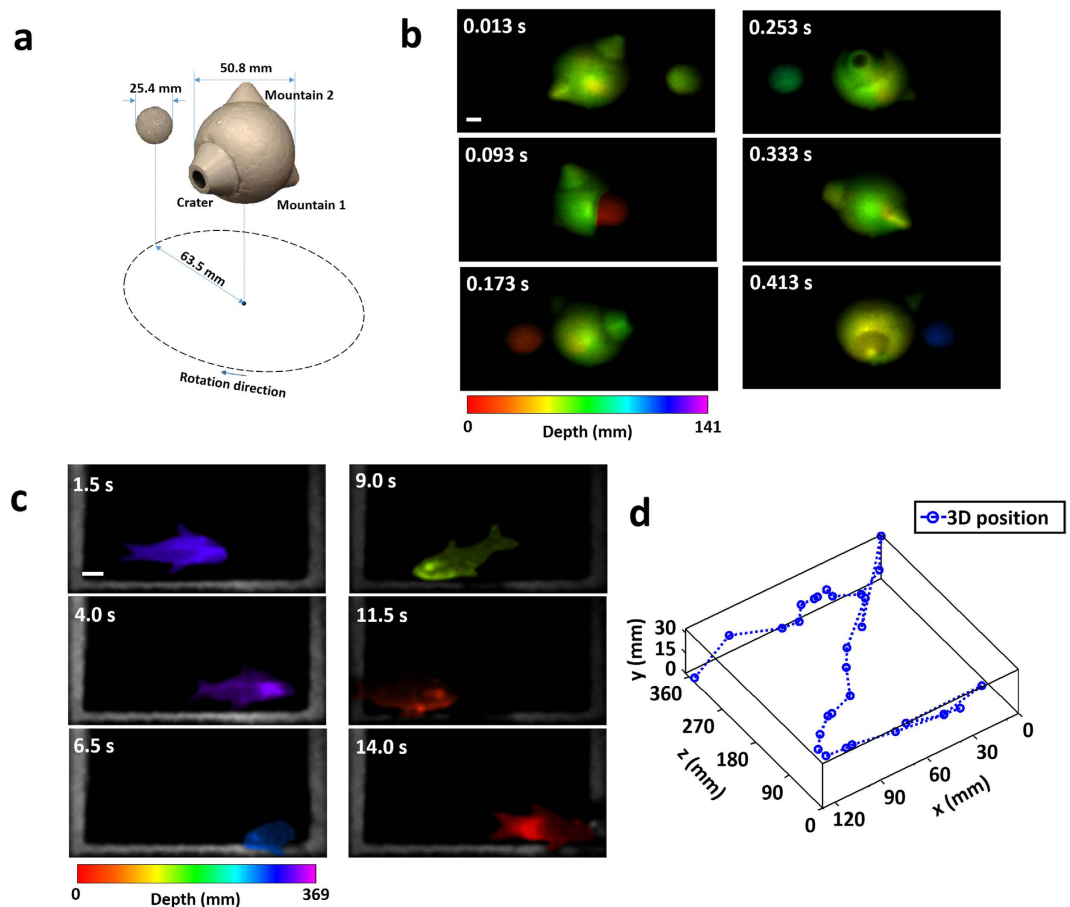 a
25.4 mm
50.8 mm
Mountain 2
Crater
Mountain 1
63.5 mm
Rotation direction
b
0.013 s
0.253 s
0.093 s
0.333 s
0.173 s
0.413 s
0
Depth (mm)
141
c
1.5 s
9.0 s
4.0 s
11.5 s
6.5 s
14.0 s
0
Depth (mm)
369
d
3D position
y (mm)
30
15
0
360
270
180
90
0
z (mm)
120
90
60
30
0
x (mm)